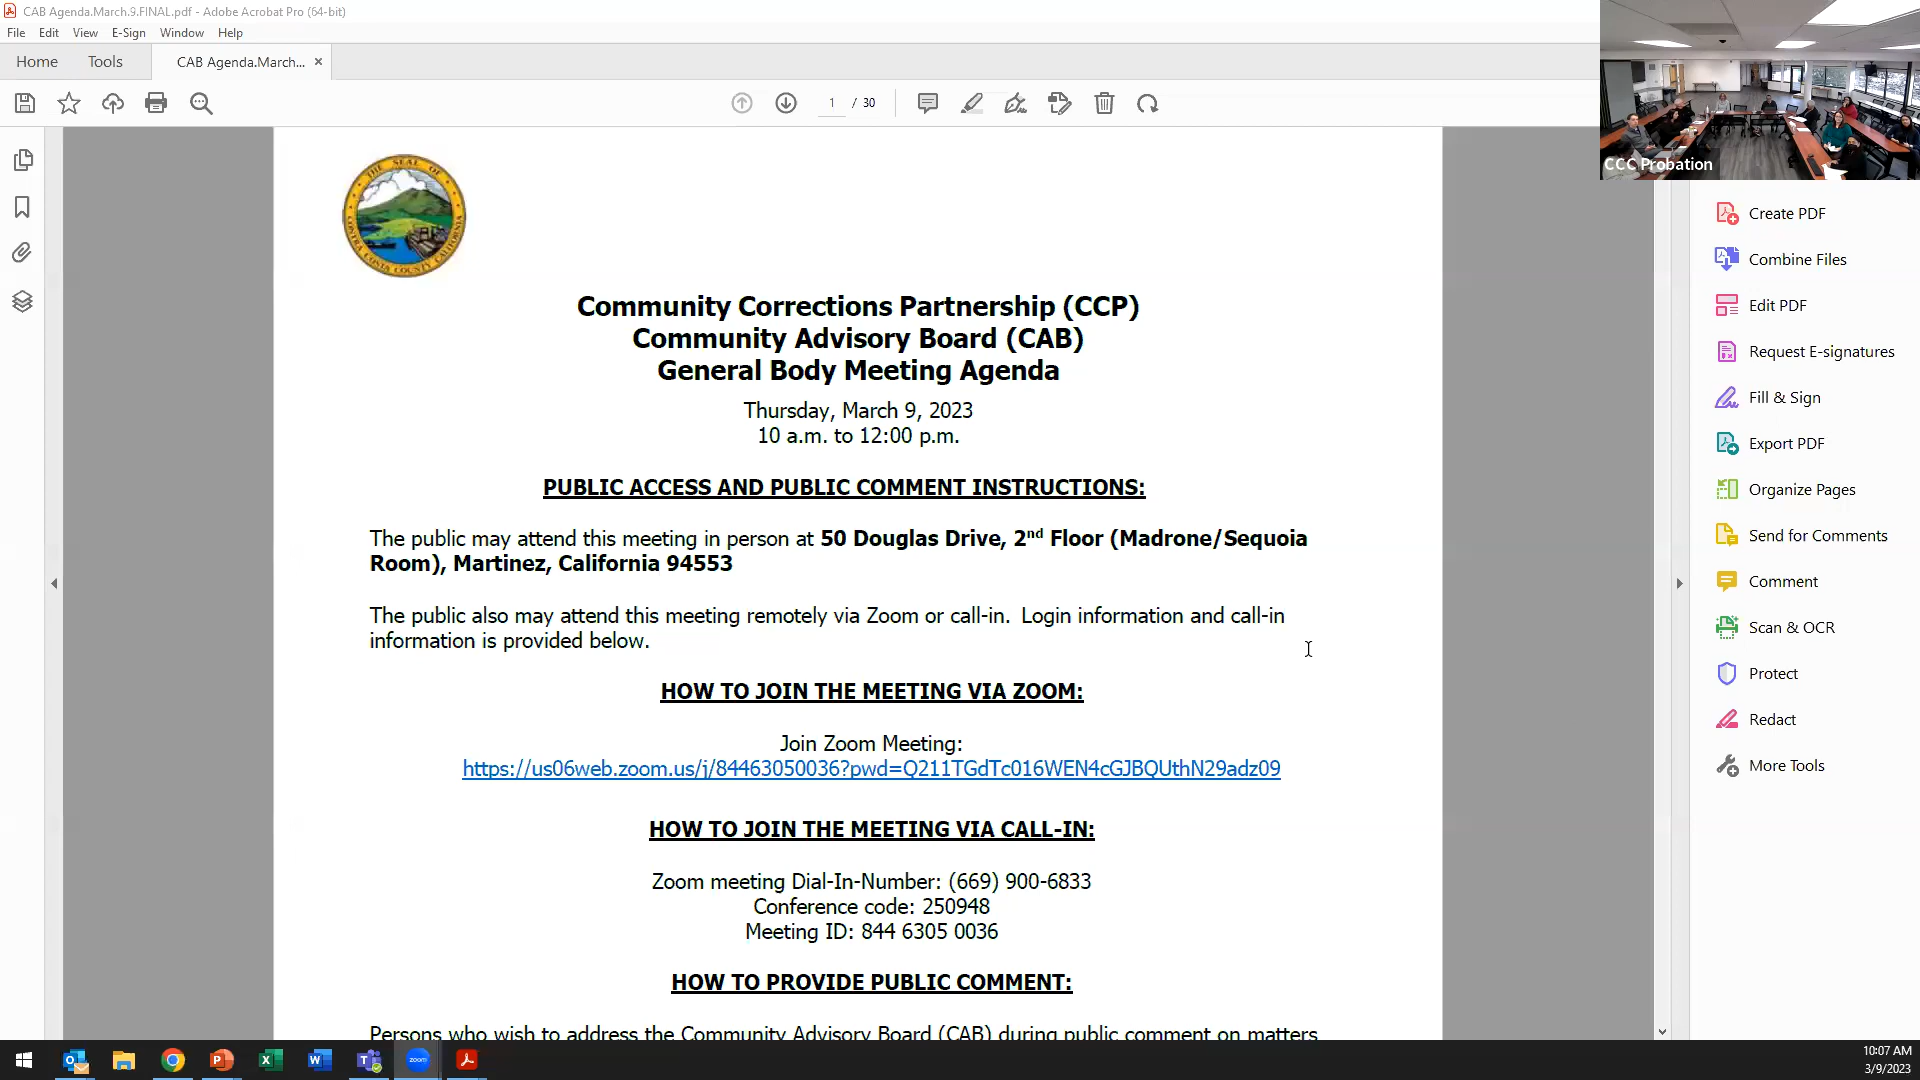 CAB Agenda.March.9.FINAL.pdf - Adobe Acrobat Pro (64-bit)
File Edit View E-Sign Window Help
Home Tools CAB Agenda.March... ×
1 / 30
CCC Probation
THE SEAL OF
CONTRA COSTA COUNTY CALIFORNIA
Community Corrections Partnership (CCP)
Community Advisory Board (CAB)
General Body Meeting Agenda
Thursday, March 9, 2023
10 a.m. to 12:00 p.m.
PUBLIC ACCESS AND PUBLIC COMMENT INSTRUCTIONS:
The public may attend this meeting in person at 50 Douglas Drive, 2nd Floor (Madrone/Sequoia
Room), Martinez, California 94553
The public also may attend this meeting remotely via Zoom or call-in. Login information and call-in
information is provided below.
HOW TO JOIN THE MEETING VIA ZOOM:
Join Zoom Meeting:
https://us06web.zoom.us/j/84463050036?pwd=Q211TGdTc016WEN4cGJBQUthN29adz09
HOW TO JOIN THE MEETING VIA CALL-IN:
Zoom meeting Dial-In-Number: (669) 900-6833
Conference code: 250948
Meeting ID: 844 6305 0036
HOW TO PROVIDE PUBLIC COMMENT:
Persons who wish to address the Community Advisory Board (CAB) during public comment on matters
Create PDF
Combine Files
Edit PDF
Request E-signatures
Fill & Sign
Export PDF
Organize Pages
Send for Comments
Comment
Scan & OCR
Protect
Redact
More Tools
zoom
10:07 AM
3/9/2023